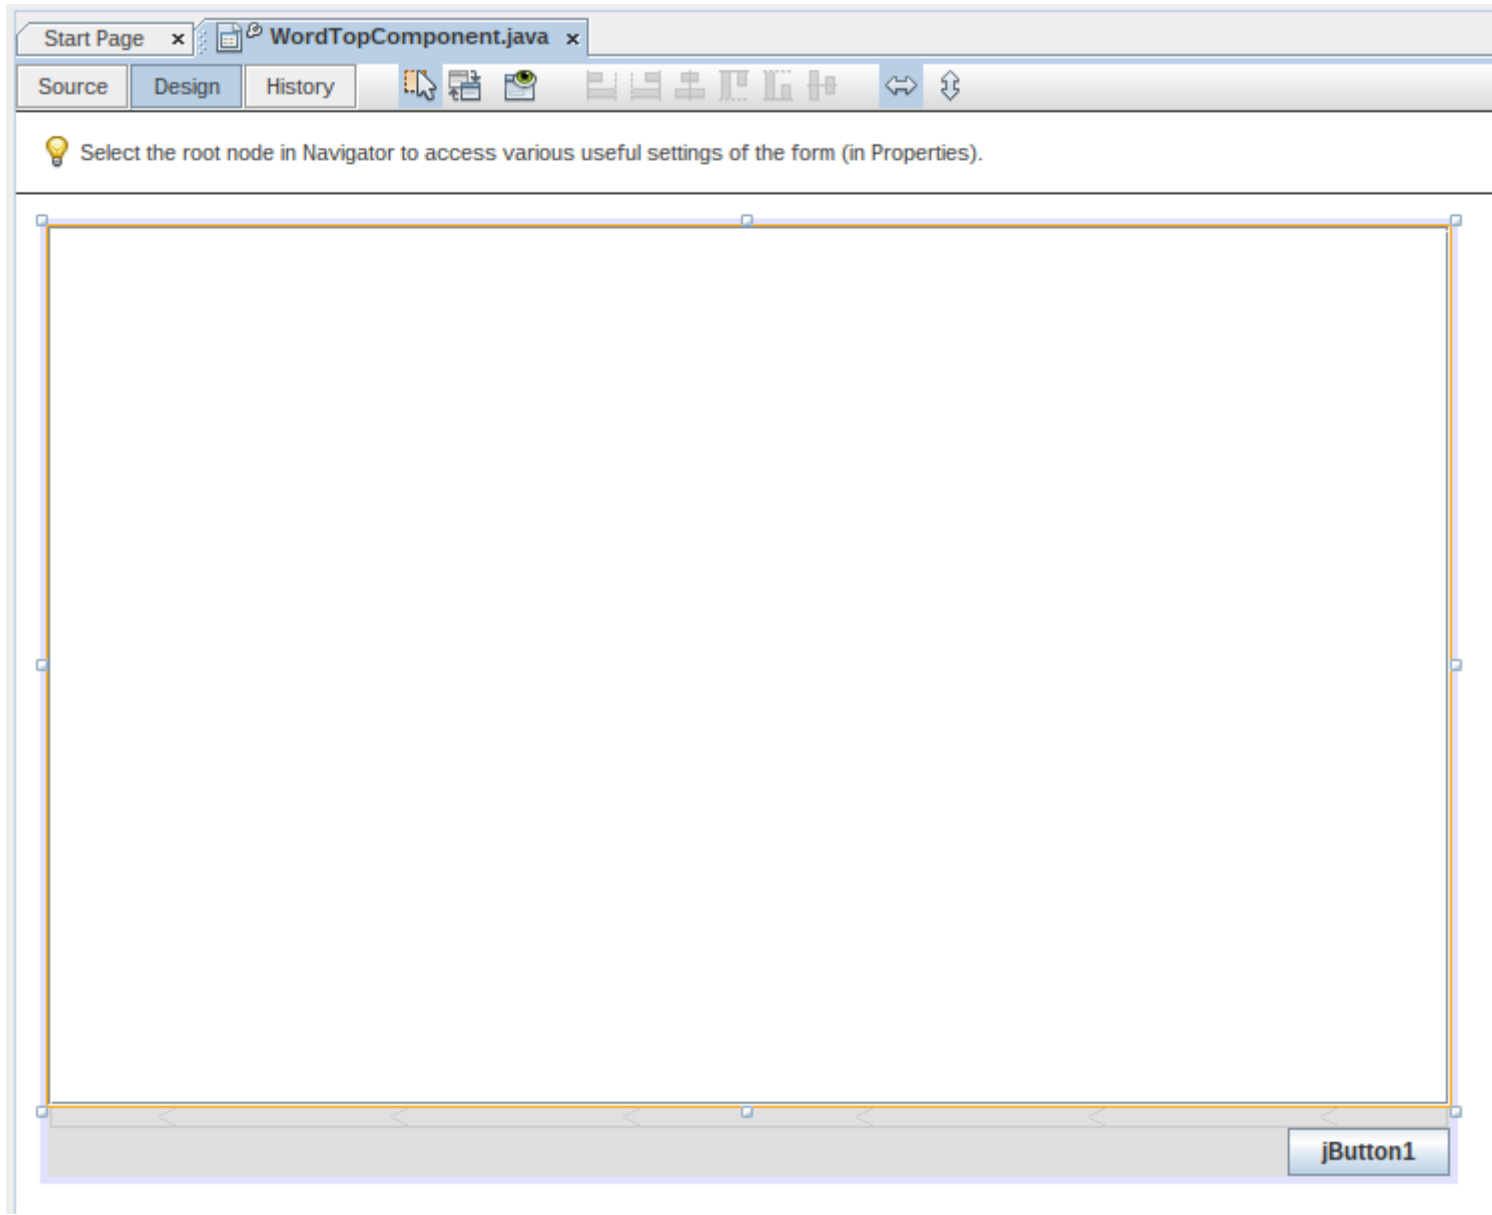 Start Page
WordTopComponent.java
Source Design History
Select the root node in Navigator to access various useful settings of the form (in Properties).
jButton1